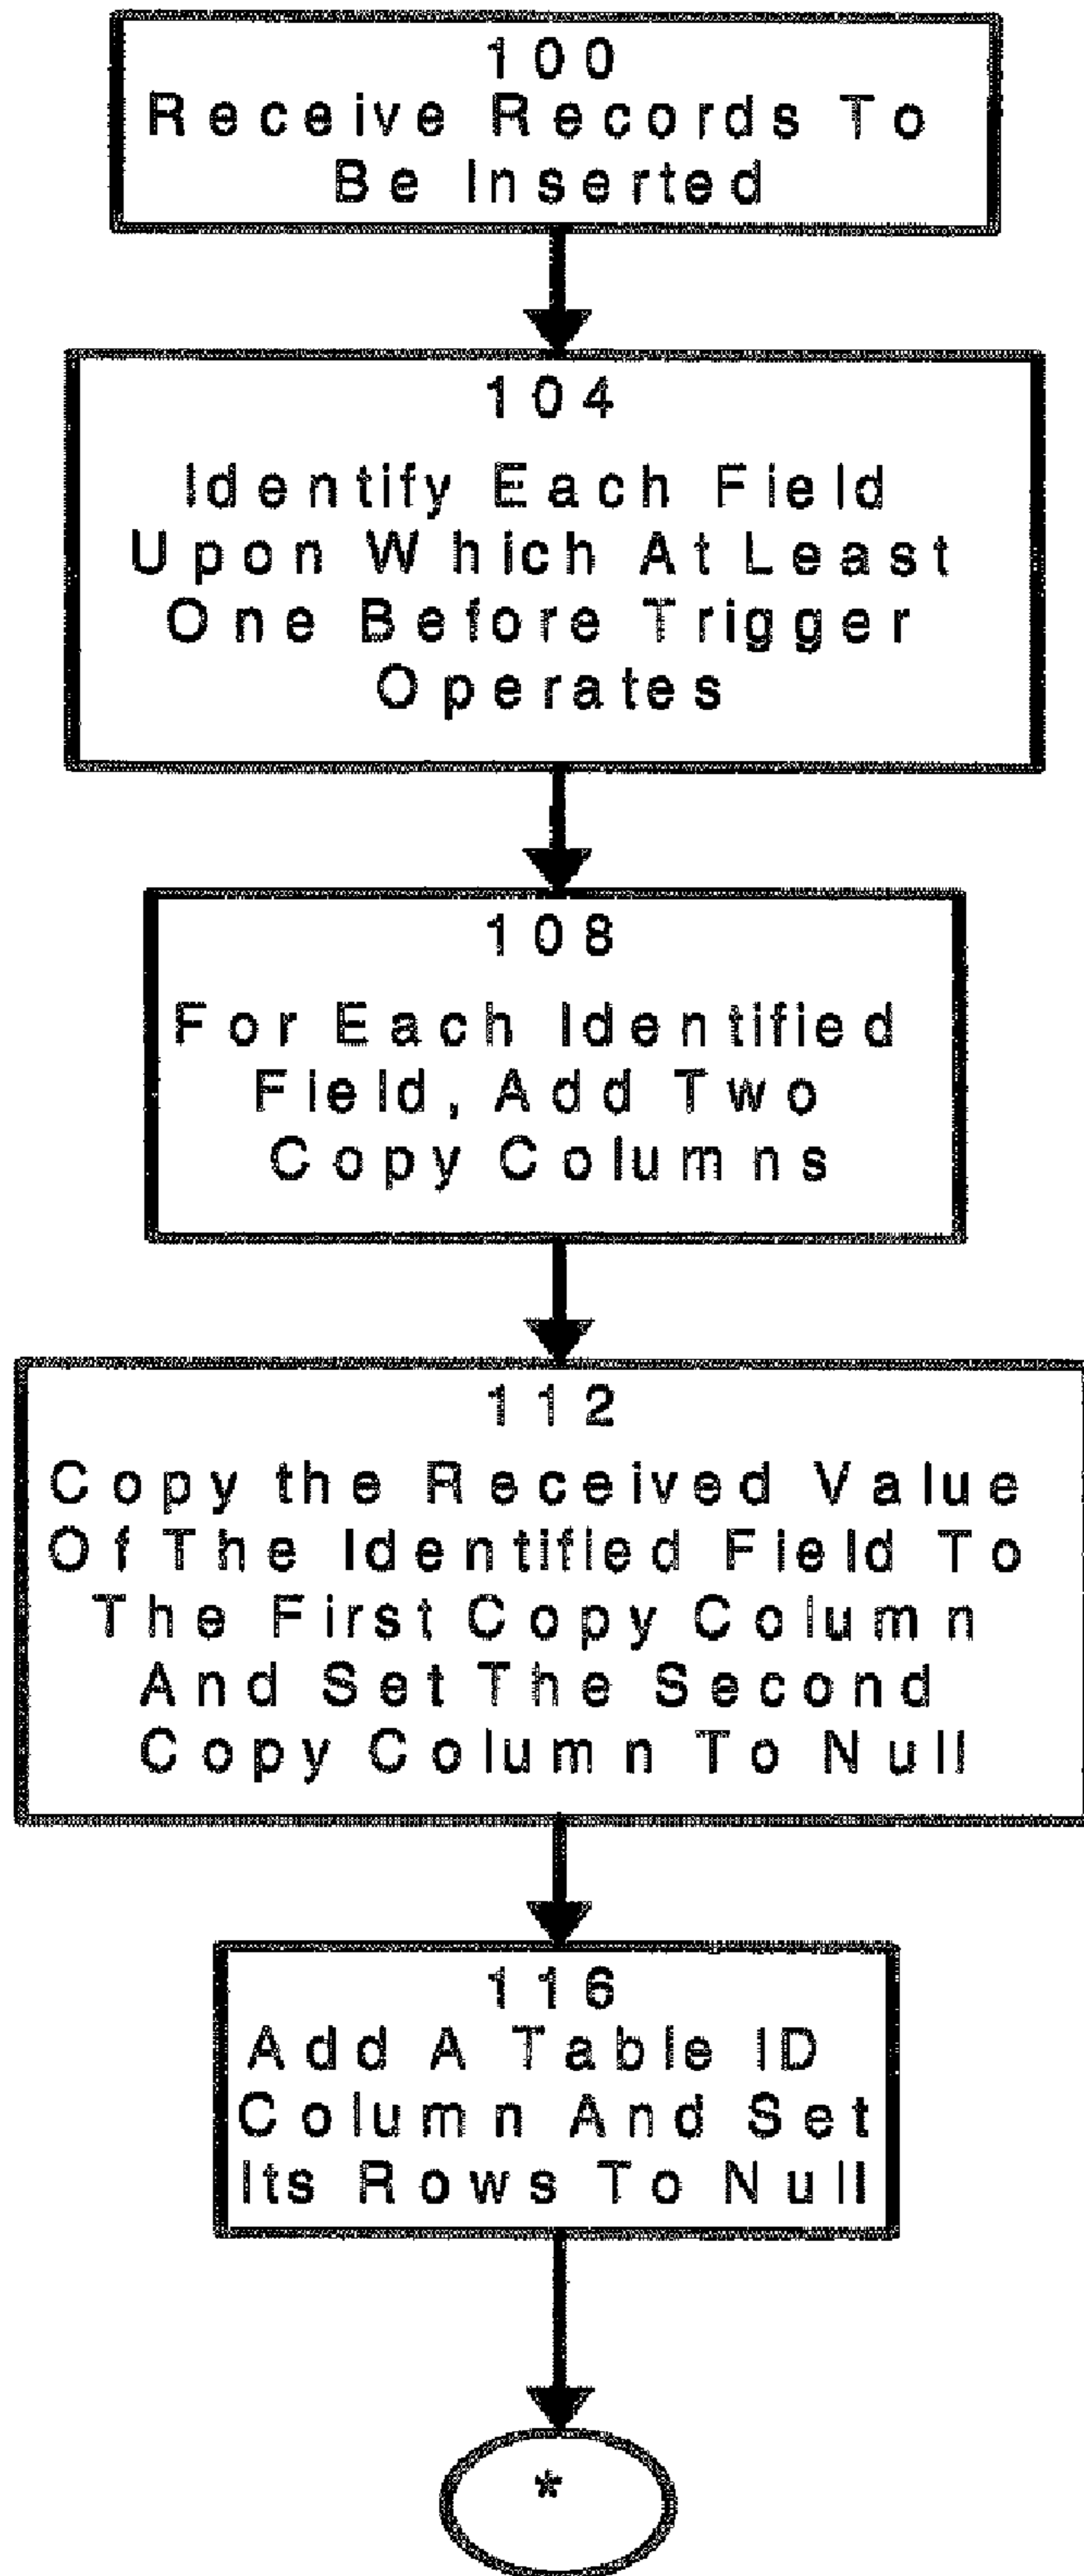 100
Receive Records To
Be Inserted
104
Identify Each Field
Upon Which At Least
One Before Trigger
Operates
108
For Each Identified
Field, Add Two
Copy Columns
112
Copy the Received Value
Of The Identified Field To
The First Copy Column
And Set The Second
Copy Column To Null
116
Add A Table ID
Column And Set
Its Rows To Null
*